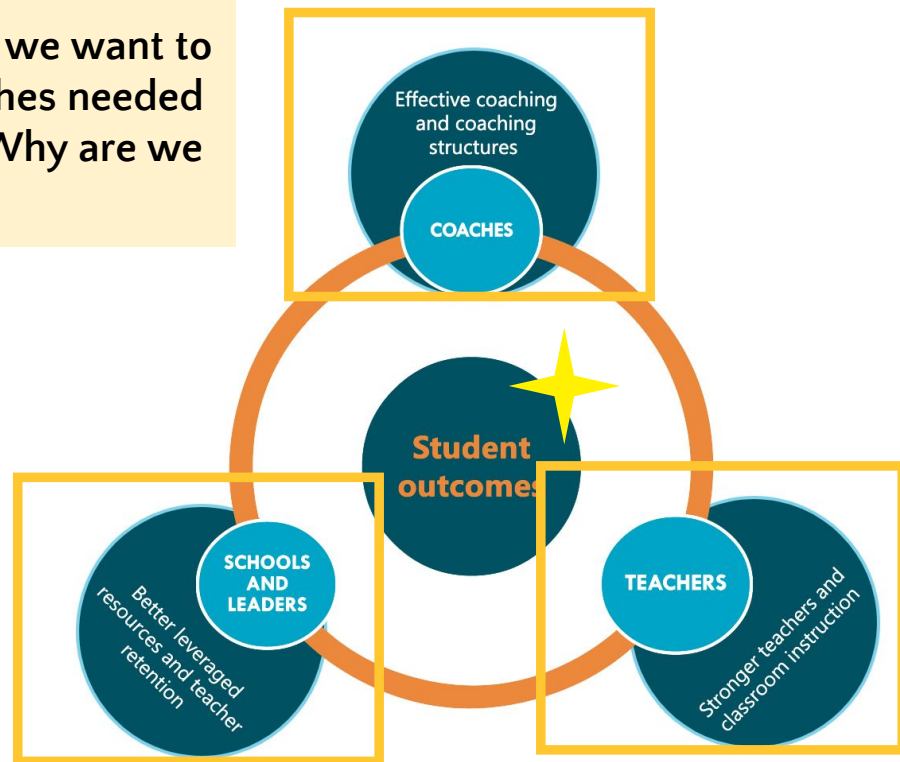 we want to
hes needed
Why are we
Effective coaching
and coaching
structures
COACHES
Student
outcomes
SCHOOLS
AND
LEADERS
Better leveraged
resources and teacher
retention
TEACHERS
Stronger teachers and
classroom instruction